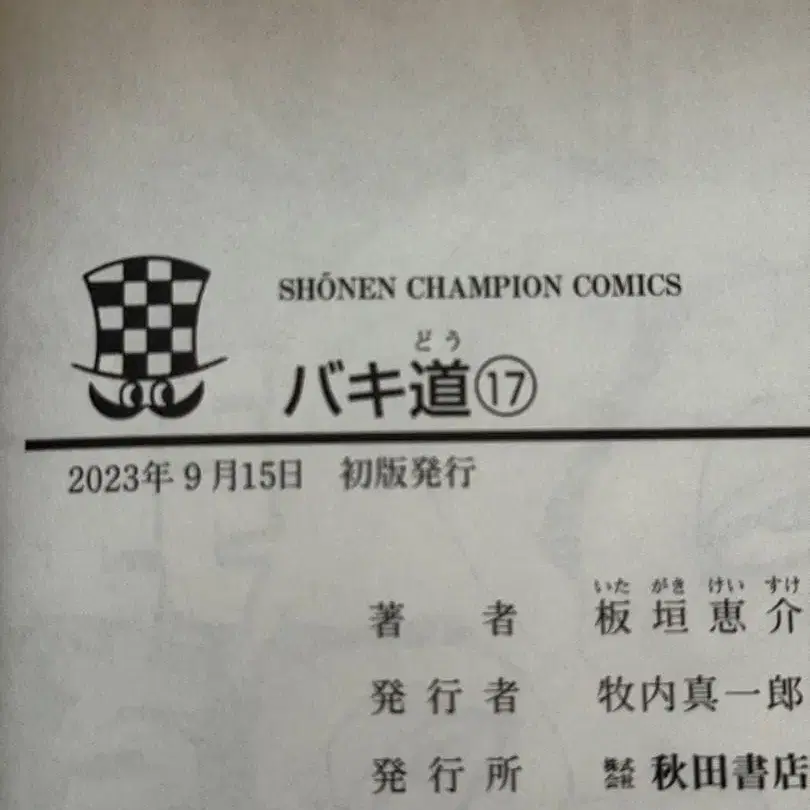 SHŌNEN CHAMPION COMICS
どう
バキ道⑰
2023年9月15日 初版発行
いた がき けい すけ
著 者 板垣恵介
発行者 牧内真一郎
発行所 株式会社 秋田書店